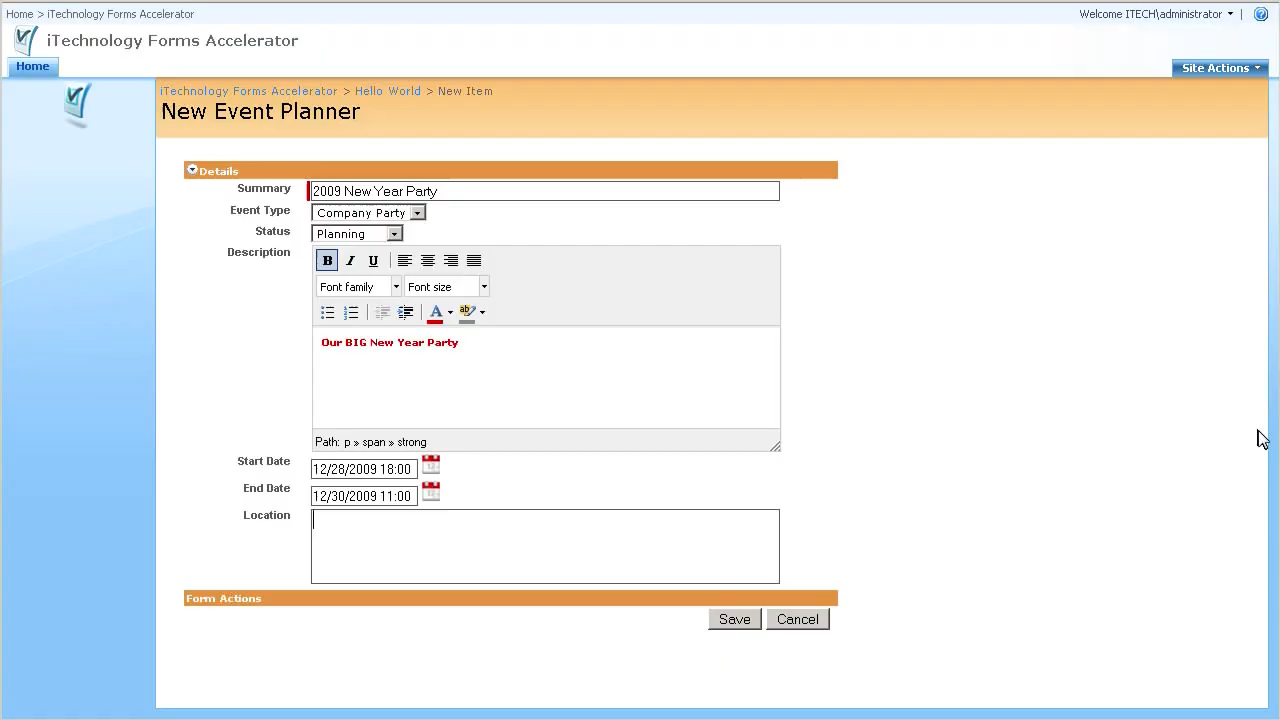 Home > iTechnology Forms Accelerator
Welcome ITECH\administrator
iTechnology Forms Accelerator
Home
Site Actions
iTechnology Forms Accelerator > Hello World > New Item
New Event Planner
Details
Summary 2009 New Year Party
Event Type Company Party
Status Planning
Description
B I U
Font family Font size
A ab
Our BIG New Year Party
Path: p » span » strong
Start Date 12/28/2009 18:00
End Date 12/30/2009 11:00
Location
Form Actions
Save Cancel